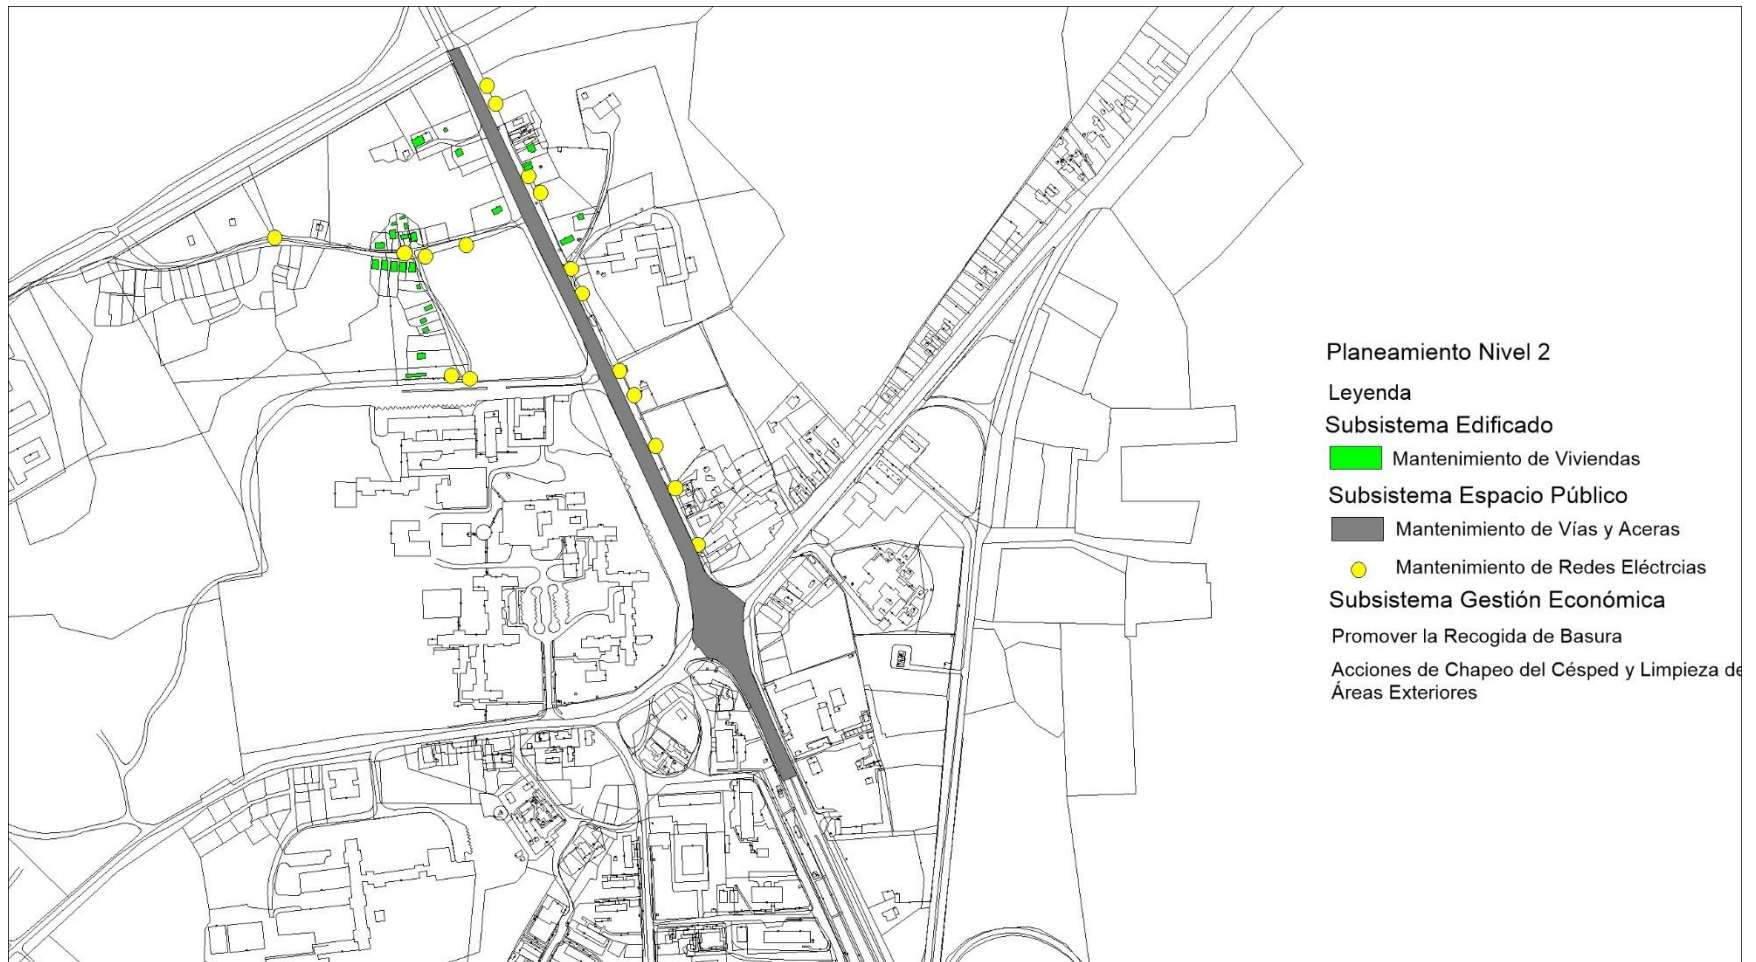 Planeamiento Nivel 2
Leyenda
Subsistema Edificado
Mantenimiento de Viviendas
Subsistema Espacio Público
Mantenimiento de Vías y Aceras
Mantenimiento de Redes Eléctrcias
Subsistema Gestión Económica
Promover la Recogida de Basura
Acciones de Chapeo del Césped y Limpieza de
Áreas Exteriores